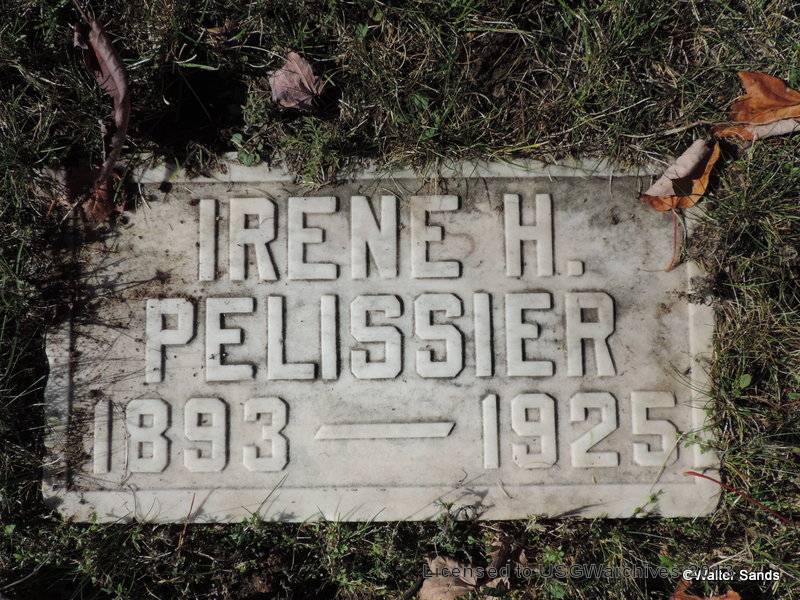 IRENE H.
PELISSIER
1893 — 1925
Licensed to USGWarchives
©Walter Sands